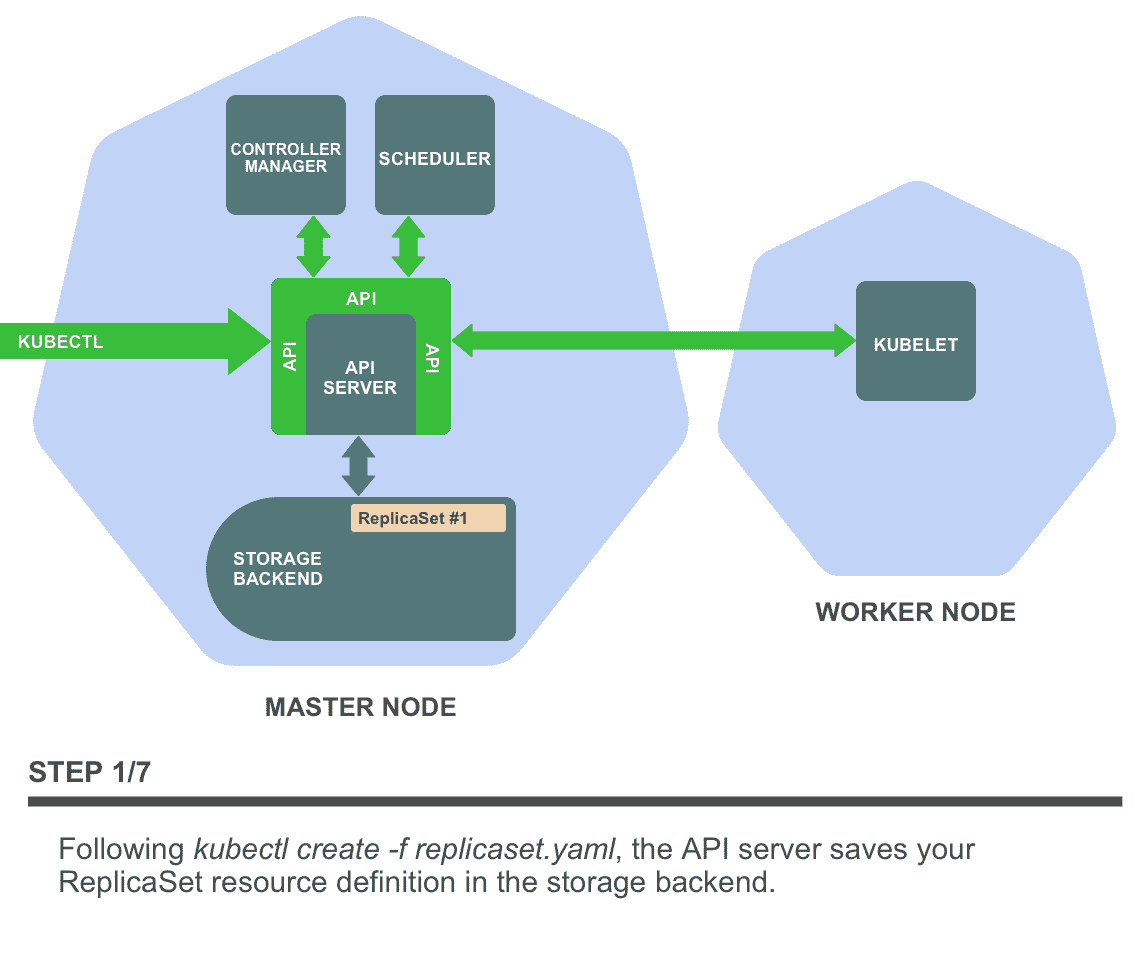 CONTROLLER
MANAGER
SCHEDULER
API
KUBECTL
API
API
API
SERVER
KUBELET
ReplicaSet #1
STORAGE
BACKEND
WORKER NODE
MASTER NODE
STEP 1/7
Following kubectl create -f replicaset.yaml, the API server saves your
ReplicaSet resource definition in the storage backend.